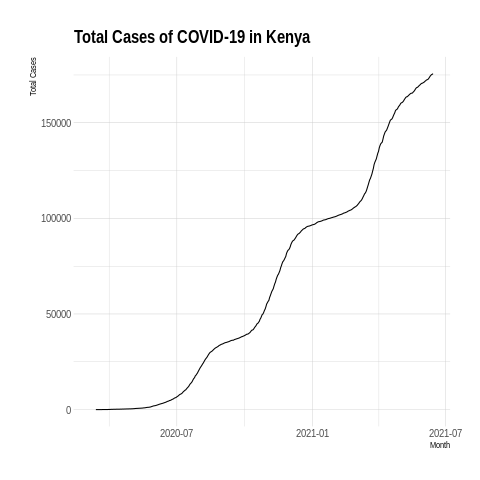 Total Cases of COVID-19 in Kenya
Total Cases
150000
100000
50000
0
2020-07
2021-01
2021-07
Month